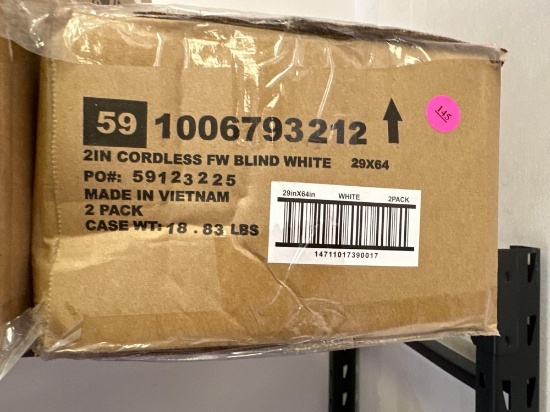 59 1006793212
145
2IN CORDLESS FW BLIND WHITE 29X64
PO#: 59123225
MADE IN VIETNAM
2 PACK
CASE WT: 18.83 LBS
29inX64in WHITE 2PACK
14711017390017